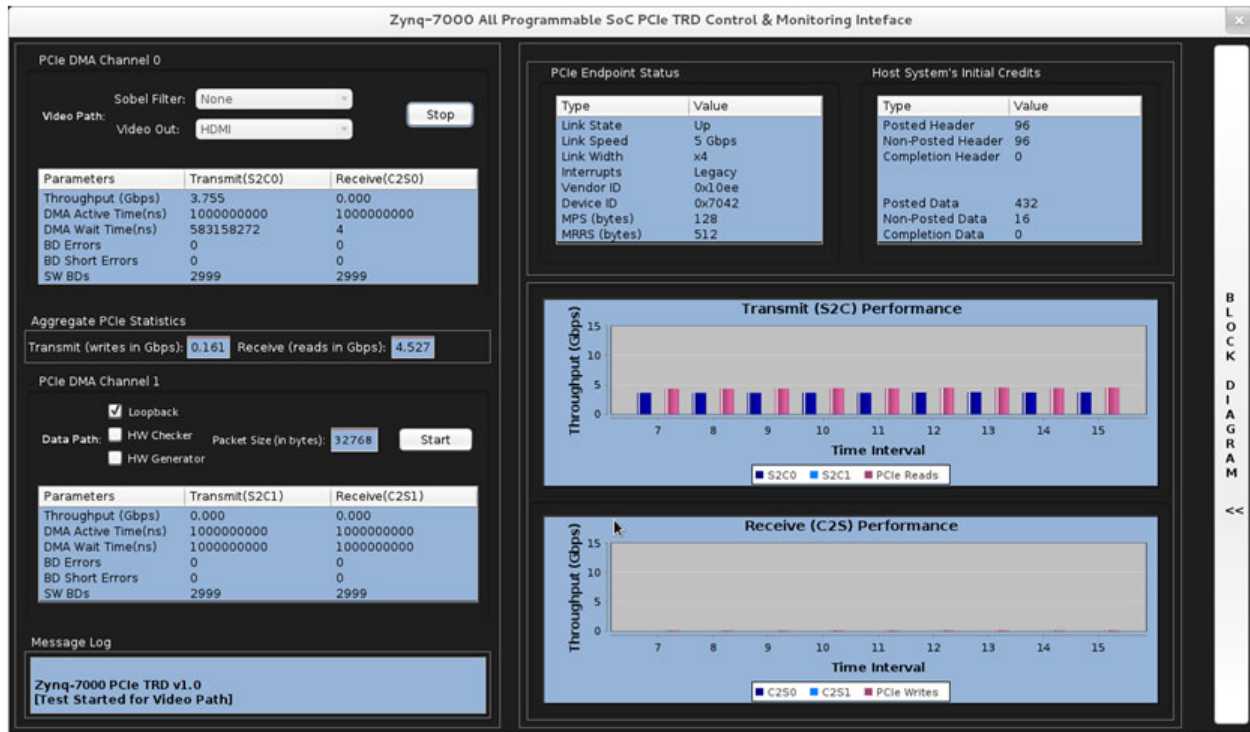 Zynq-7000 All Programmable SoC PCIe TRD Control & Monitoring Inteface
PCIe DMA Channel 0
Sobel Filter: None
Video Path:
Video Out: HDMI
Stop
Parameters Transmit(S2C0) Receive(C2S0)
Throughput (Gbps) 3.755 0.000
DMA Active Time(ns) 1000000000 1000000000
DMA Wait Time(ns) 583158272 4
BD Errors 0 0
BD Short Errors 0 0
SW BDs 2999 2999
Aggregate PCIe Statistics
Transmit (writes in Gbps): 0.161 Receive (reads in Gbps): 4.527
PCIe DMA Channel 1
Loopback
Data Path: HW Checker Packet Size (in bytes): 32768 Start
HW Generator
Parameters Transmit(S2C1) Receive(C2S1)
Throughput (Gbps) 0.000 0.000
DMA Active Time(ns) 1000000000 1000000000
DMA Wait Time(ns) 1000000000 1000000000
BD Errors 0 0
BD Short Errors 0 0
SW BDs 2999 2999
Message Log
Zynq-7000 PCIe TRD v1.0
[Test Started for Video Path]
PCIe Endpoint Status
Type Value
Link State Up
Link Speed 5 Gbps
Link Width x4
Interrupts Legacy
Vendor ID 0x10ee
Device ID 0x7042
MPS (bytes) 128
MRRS (bytes) 512
Host System's Initial Credits
Type Value
Posted Header 96
Non-Posted Header 96
Completion Header 0
Posted Data 432
Non-Posted Data 16
Completion Data 0
Transmit (S2C) Performance
Throughput (Gbps)
15
10
5
0
7 8 9 10 11 12 13 14 15
Time Interval
S2C0 S2C1 PCIe Reads
Receive (C2S) Performance
Throughput (Gbps)
15
10
5
0
7 8 9 10 11 12 13 14 15
Time Interval
C2S0 C2S1 PCIe Writes
BLOCK DIAGRAM <<